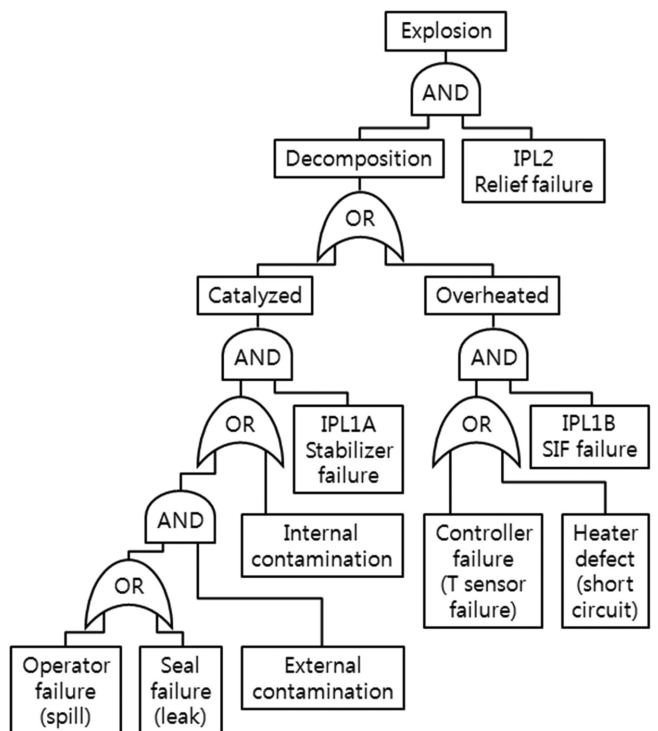 Explosion
AND
Decomposition
IPL2
Relief failure
OR
Catalyzed
Overheated
AND
AND
OR
IPL1A
Stabilizer
failure
OR
IPL1B
SIF failure
AND
Internal
contamination
Controller
failure
(T sensor
failure)
Heater
defect
(short
circuit)
OR
Operator
failure
(spill)
Seal
failure
(leak)
External
contamination